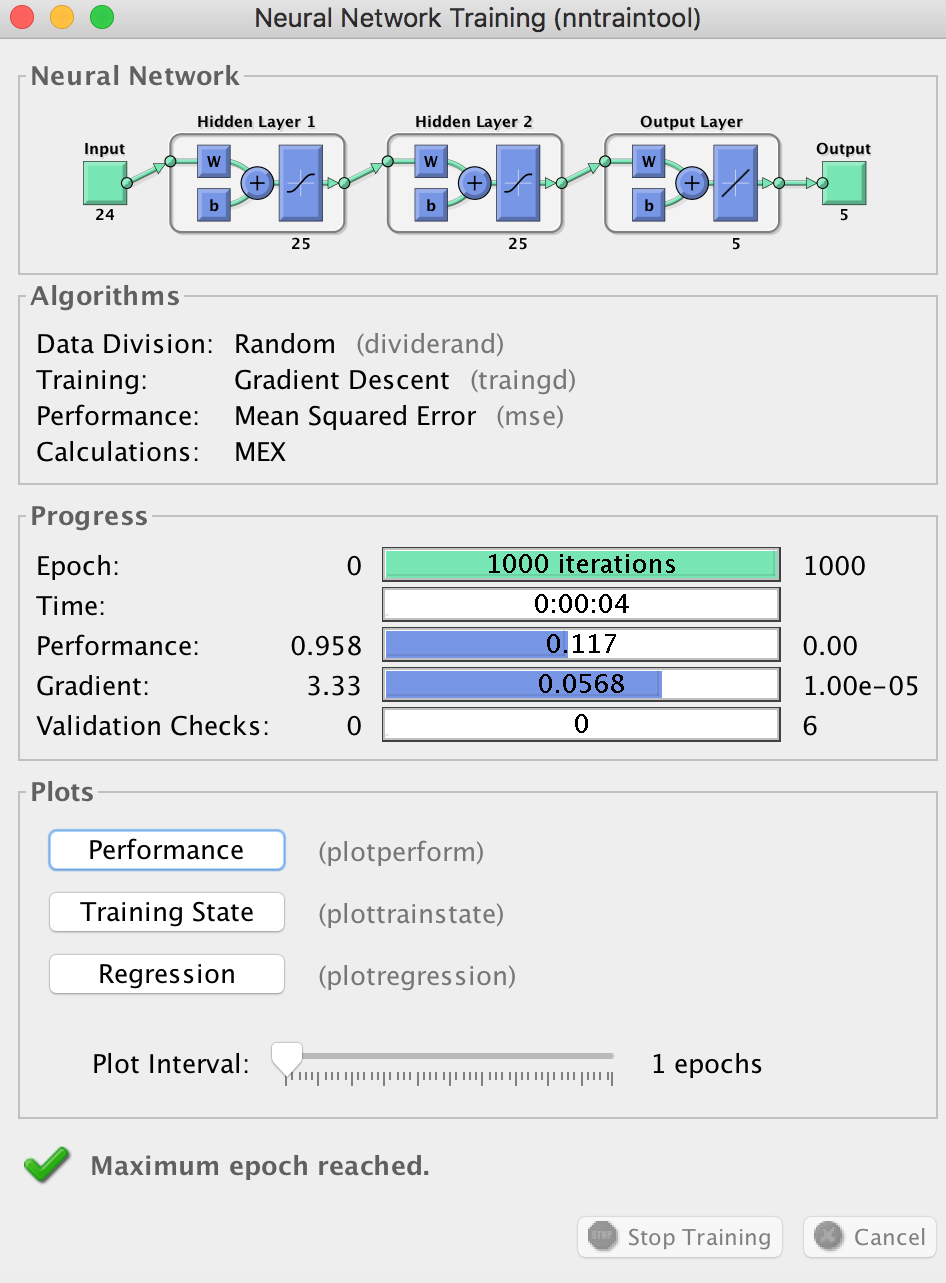 Neural Network Training (nntraintool)
Neural Network
Hidden Layer 1 Hidden Layer 2 Output Layer
Input Output
W W W
+ + +
b b b
24 5
25 25 5
Algorithms
Data Division: Random (dividerand)
Training: Gradient Descent (traingd)
Performance: Mean Squared Error (mse)
Calculations: MEX
Progress
Epoch: 0 1000 iterations 1000
Time: 0:00:04
Performance: 0.958 0.117 0.00
Gradient: 3.33 0.0568 1.00e-05
Validation Checks: 0 0 6
Plots
Performance (plotperform)
Training State (plottrainstate)
Regression (plotregression)
Plot Interval: 1 epochs
Maximum epoch reached.
STOP Stop Training Cancel